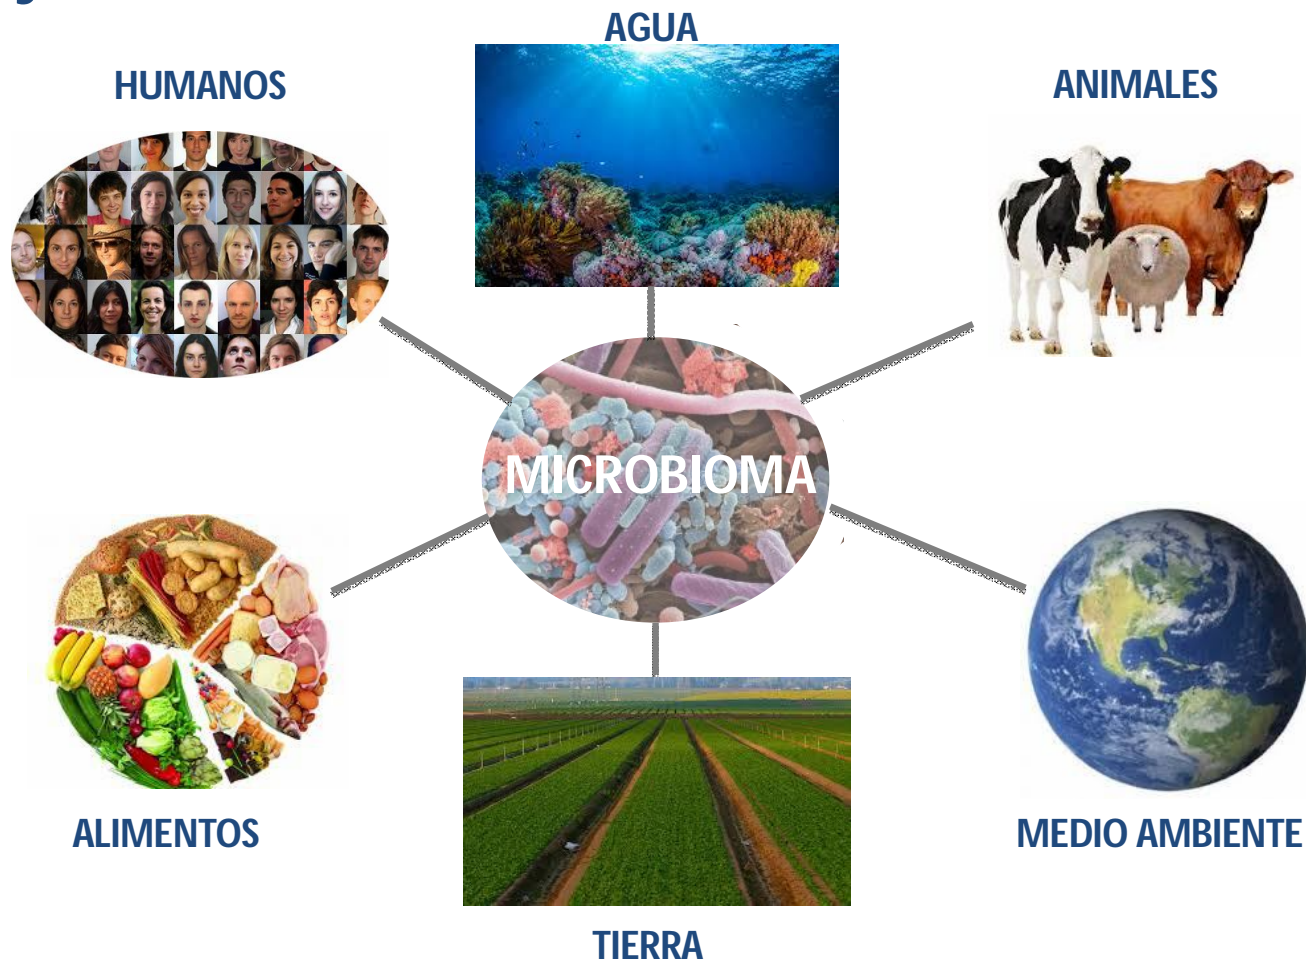 AGUA
HUMANOS
ANIMALES
MICROBIOMA
ALIMENTOS
MEDIO AMBIENTE
TIERRA